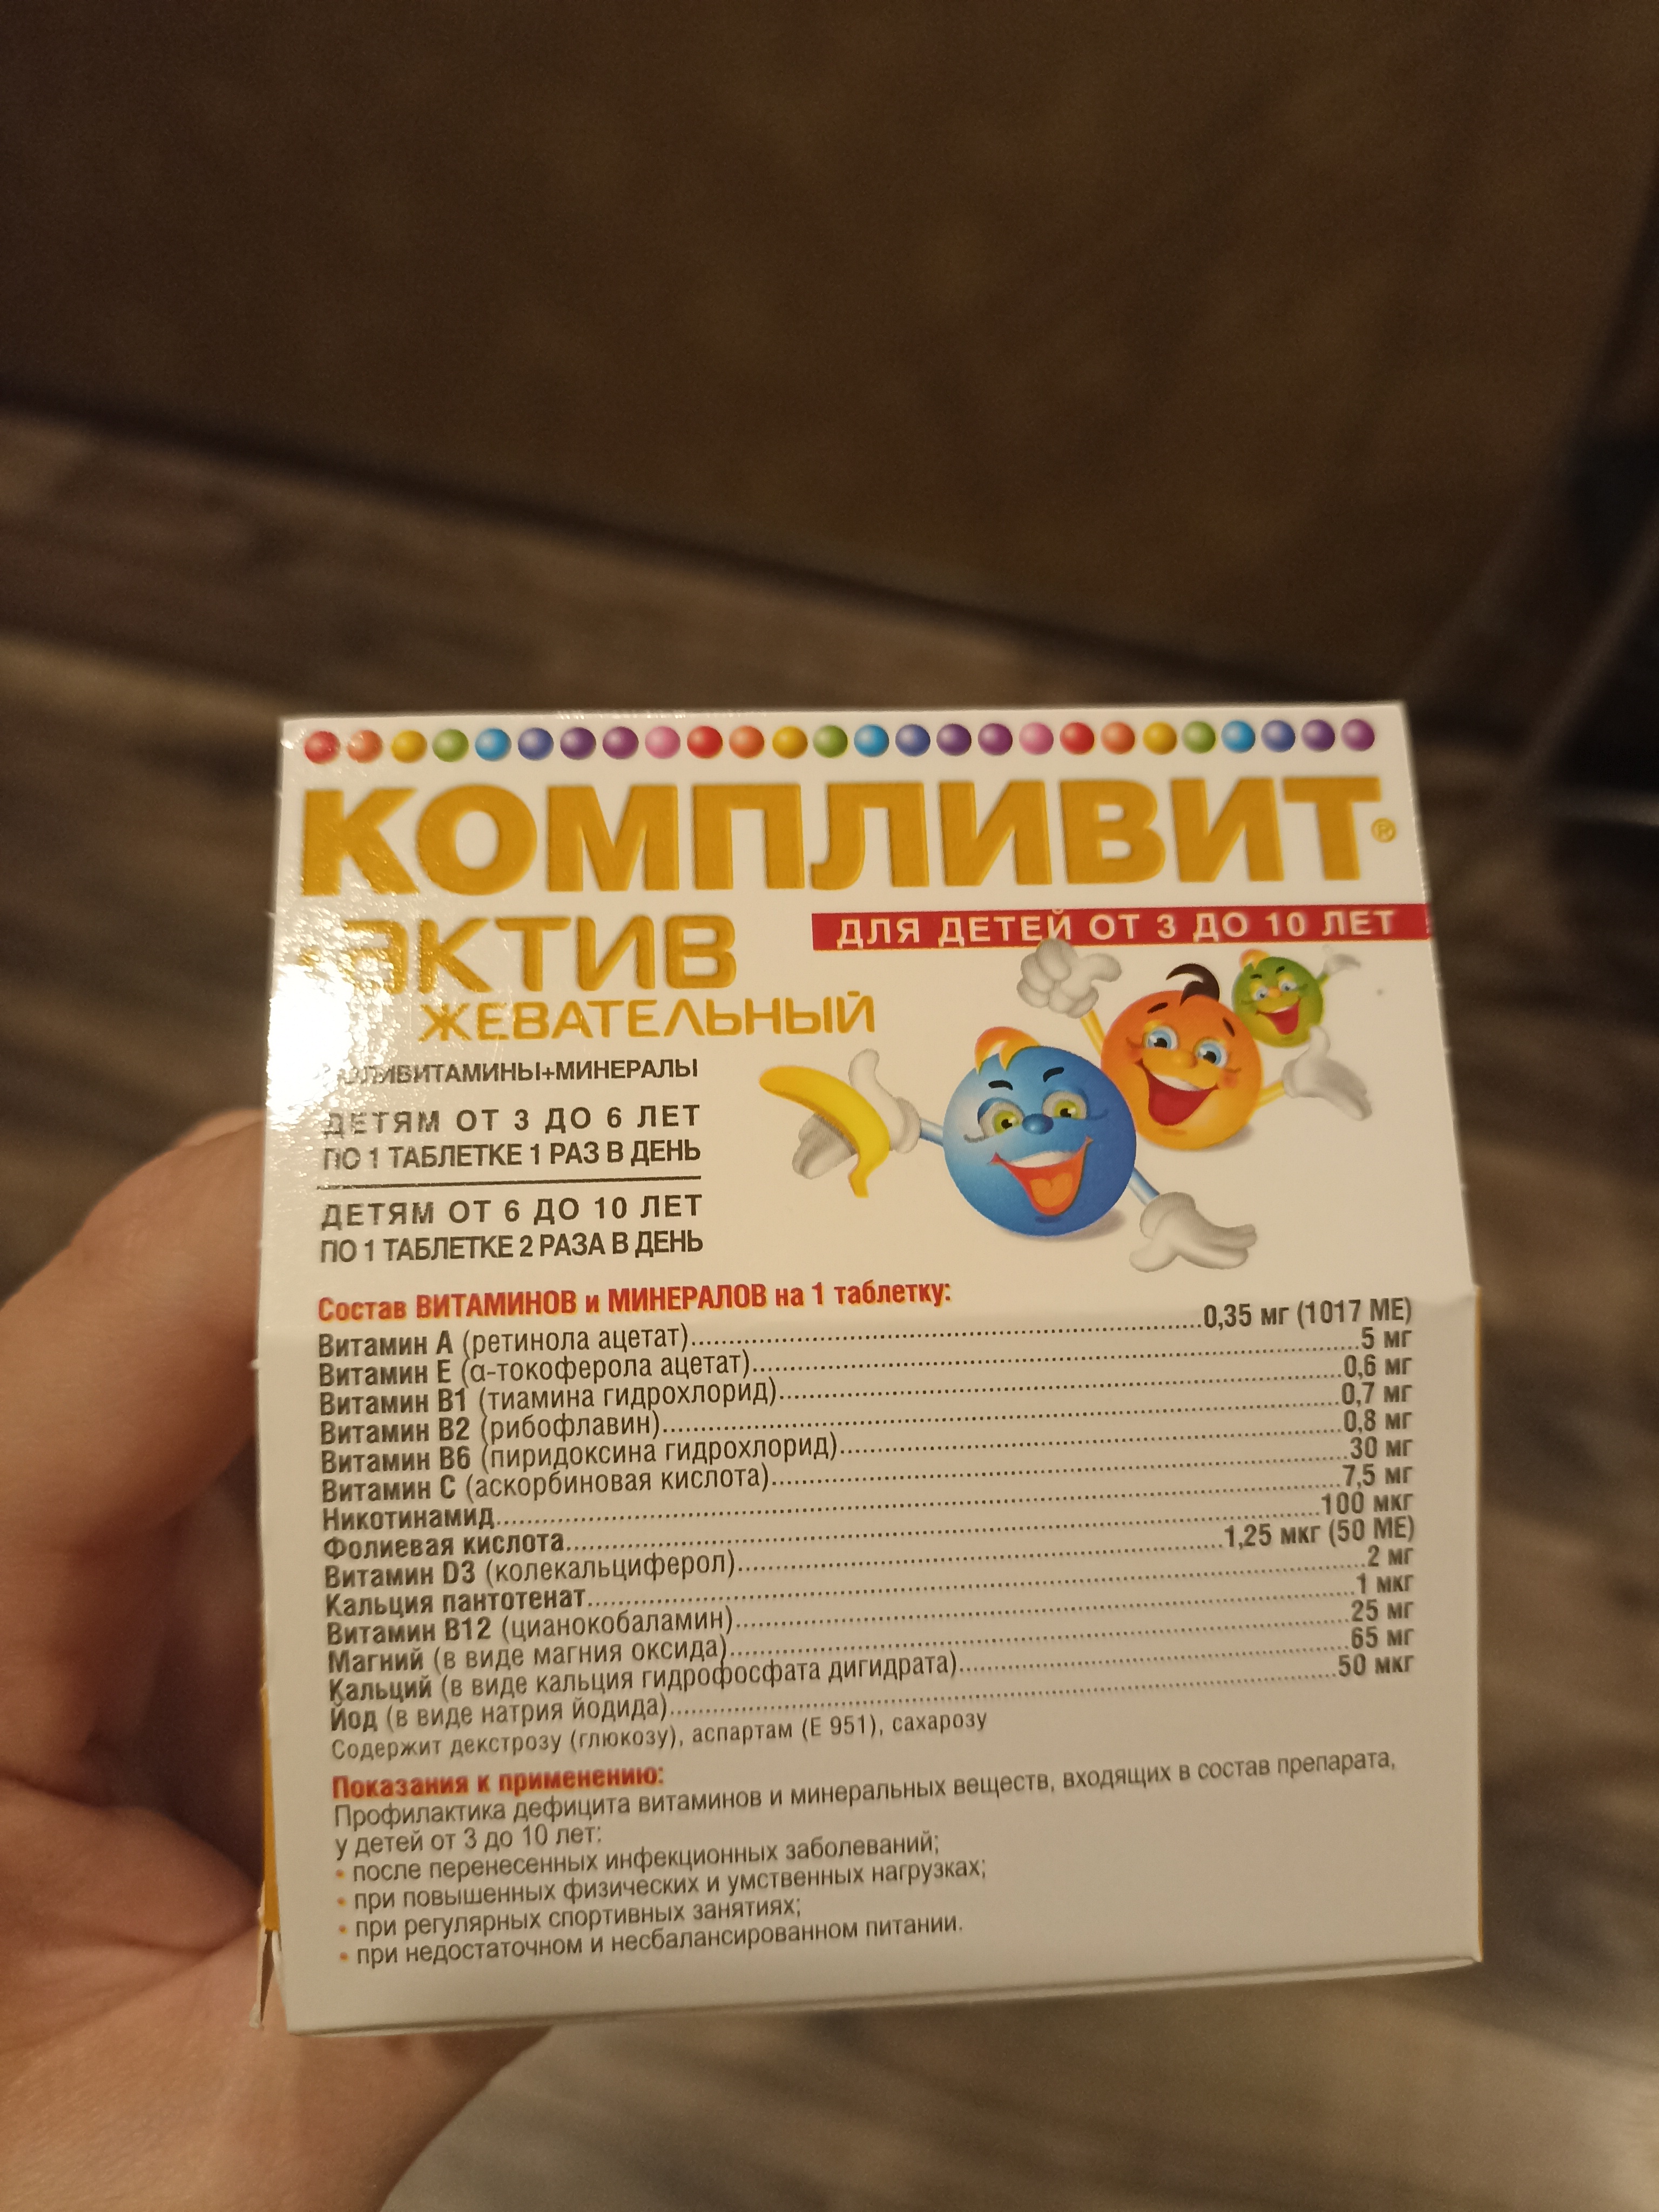 КОМПЛИВИТ®
АКТИВ
ДЛЯ ДЕТЕЙ ОТ 3 ДО 10 ЛЕТ
ЖЕВАТЕЛЬНЫЙ
ПОЛИВИТАМИНЫ+МИНЕРАЛЫ
ДЕТЯМ ОТ 3 ДО 6 ЛЕТ
ПО 1 ТАБЛЕТКЕ 1 РАЗ В ДЕНЬ
ДЕТЯМ ОТ 6 ДО 10 ЛЕТ
ПО 1 ТАБЛЕТКЕ 2 РАЗА В ДЕНЬ
Состав ВИТАМИНОВ и МИНЕРАЛОВ на 1 таблетку:
Витамин А (ретинола ацетат)...0,35 мг (1017 МЕ)
Витамин Е (α-токоферола ацетат)...5 мг
Витамин В1 (тиамина гидрохлорид)...0,6 мг
Витамин В2 (рибофлавин)...0,7 мг
Витамин В6 (пиридоксина гидрохлорид)...0,8 мг
Витамин С (аскорбиновая кислота)...30 мг
Никотинамид...7,5 мг
Фолиевая кислота...100 мкг
Витамин D3 (колекальциферол)...1,25 мкг (50 МЕ)
Кальция пантотенат...2 мг
Витамин В12 (цианокобаламин)...1 мкг
Магний (в виде магния оксида)...25 мг
Кальций (в виде кальция гидрофосфата дигидрата)...65 мг
Йод (в виде натрия йодида)...50 мкг
Содержит декстрозу (глюкозу), аспартам (Е 951), сахарозу
Показания к применению:
Профилактика дефицита витаминов и минеральных веществ, входящих в состав препарата,
у детей от 3 до 10 лет:
• после перенесенных инфекционных заболеваний;
• при повышенных физических и умственных нагрузках;
• при регулярных спортивных занятиях;
• при недостаточном и несбалансированном питании.